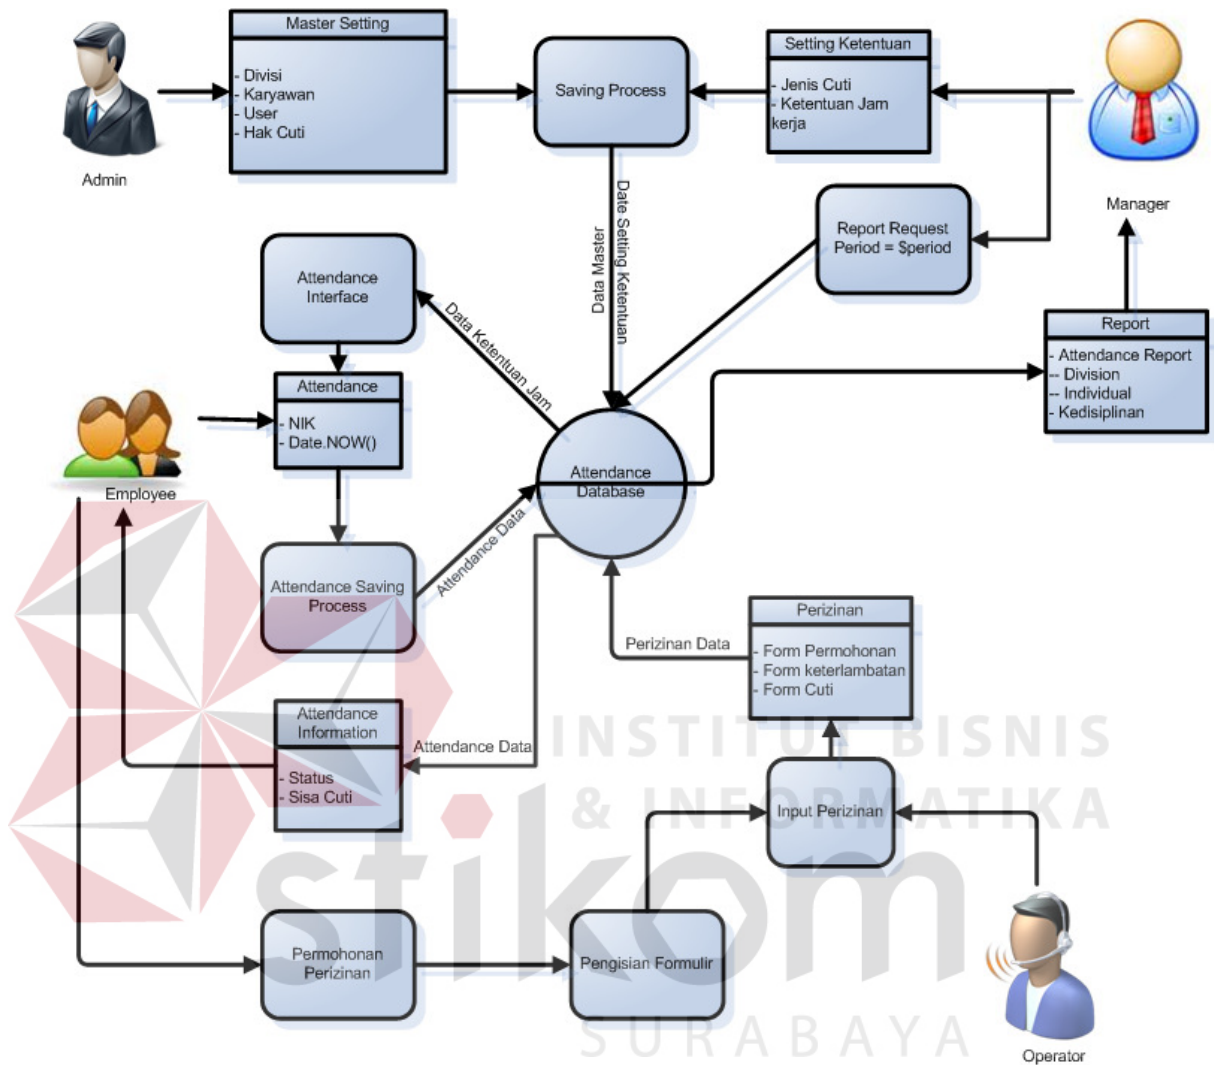 Master Setting
- Divisi
- Karyawan
- User
- Hak Cuti
Admin
Saving Process
Setting Ketentuan
- Jenis Cuti
- Ketentuan Jam
kerja
Manager
Data Master
Date Setting Ketentuan
Report Request
Period = $period
Attendance
Interface
Data Ketentuan Jam
Report
- Attendance Report
-- Division
-- Individual
- Kedisiplinan
Attendance
- NIK
- Date.NOW()
Employee
Attendance
Database
Attendance Data
Attendance Saving
Process
Perizinan
- Form Permohonan
- Form keterlambatan
- Form Cuti
Perizinan Data
Attendance
Information
- Status
- Sisa Cuti
Attendance Data
INSTITUT BISNIS
& INFORMATIKA
stikom
SURABAYA
Input Perizinan
Permohonan
Perizinan
Pengisian Formulir
Operator